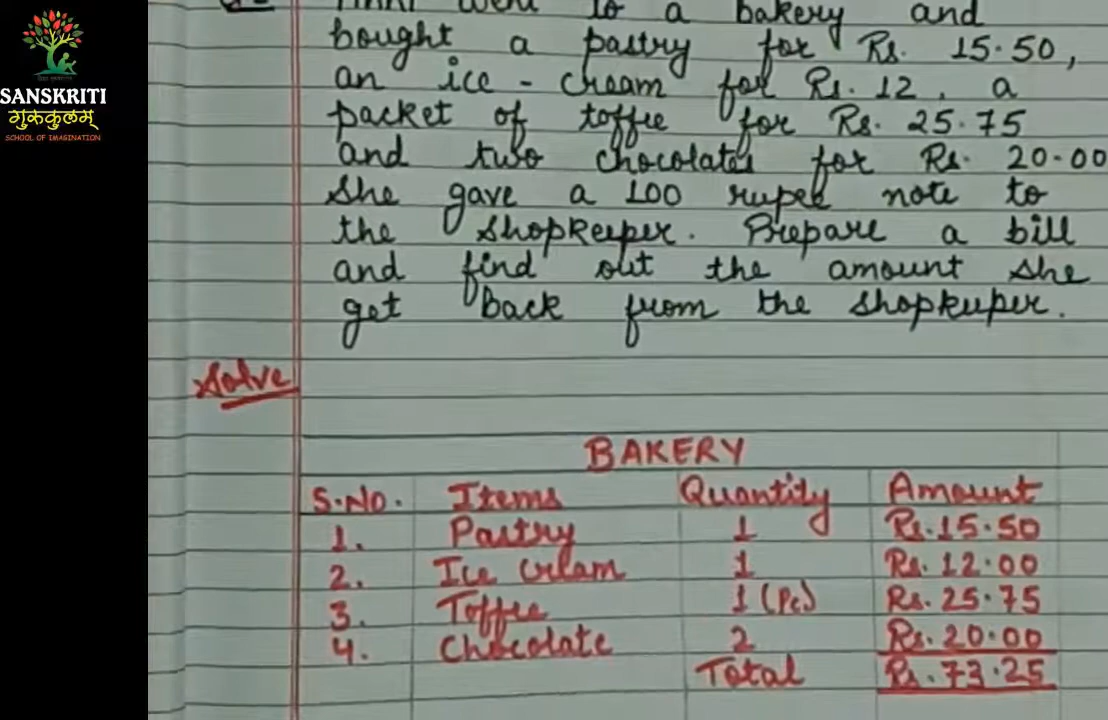 SANSKRITI
गुरुकुलम्
SCHOOL OF IMAGINATION
went to a bakery and
bought a pastry for Rs. 15.50,
an ice-cream for Rs. 12, a
packet of toffee for Rs. 25.75
and two chocolates for Rs. 20.00
She gave a 100 rupee note to
the shopkeeper. Prepare a bill
and find out the amount she
get back from the shopkeeper.
Solve
BAKERY
S.No. Items Quantity Amount
1. Pastry 1 Rs.15.50
2. Ice cream 1 Rs.12.00
3. Toffee 1 (Pc) Rs.25.75
4. Chocolate 2 Rs.20.00
Total Rs.73.25